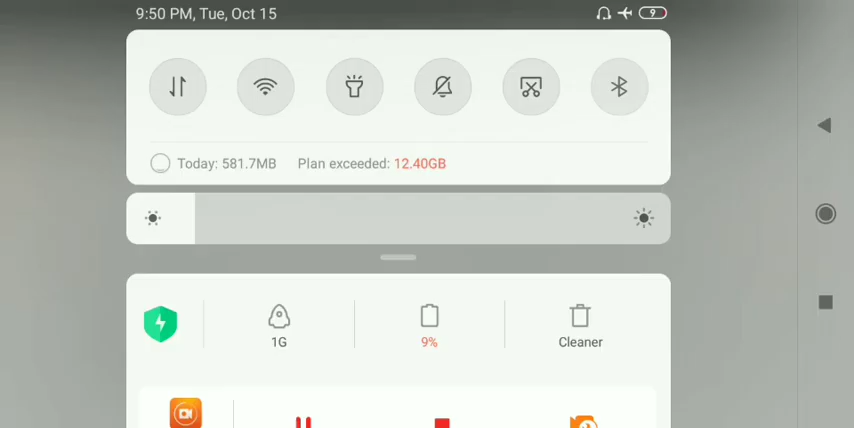 9:50 PM, Tue, Oct 15
9
Today: 581.7MB Plan exceeded: 12.40GB
1G
9%
Cleaner